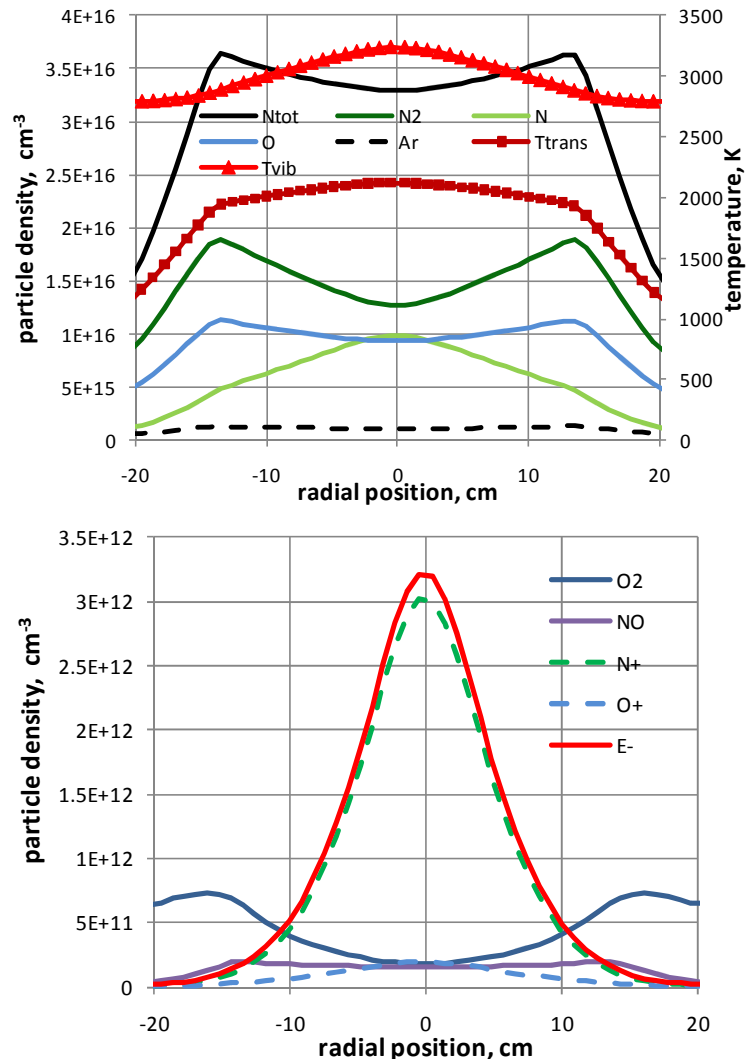 4E+16 3500
3.5E+16 3000
3E+16 2500
Ntot N2 N
O Ar Ttrans
Tvib
2.5E+16 2000
2E+16
1.5E+16 1500
1E+16 1000
5E+15 500
0 0
particle density, cm-3
temperature, K
-20 -10 0 10 20
radial position, cm
3.5E+12
3E+12
2.5E+12
2E+12
1.5E+12
1E+12
5E+11
0
particle density, cm-3
O2
NO
N+
O+
E-
-20 -10 0 10 20
radial position, cm